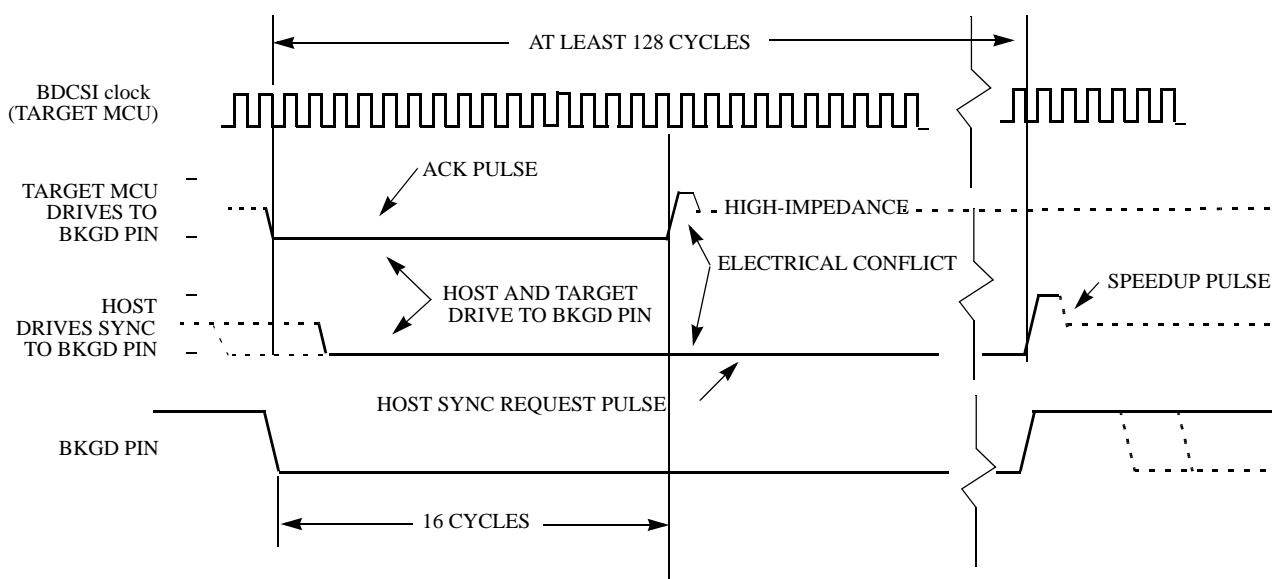 AT LEAST 128 CYCLES
BDCSI clock
(TARGET MCU)
ACK PULSE
TARGET MCU
DRIVES TO
BKGD PIN
HIGH-IMPEDANCE
ELECTRICAL CONFLICT
HOST AND TARGET
DRIVE TO BKGD PIN
SPEEDUP PULSE
HOST
DRIVES SYNC
TO BKGD PIN
HOST SYNC REQUEST PULSE
BKGD PIN
16 CYCLES